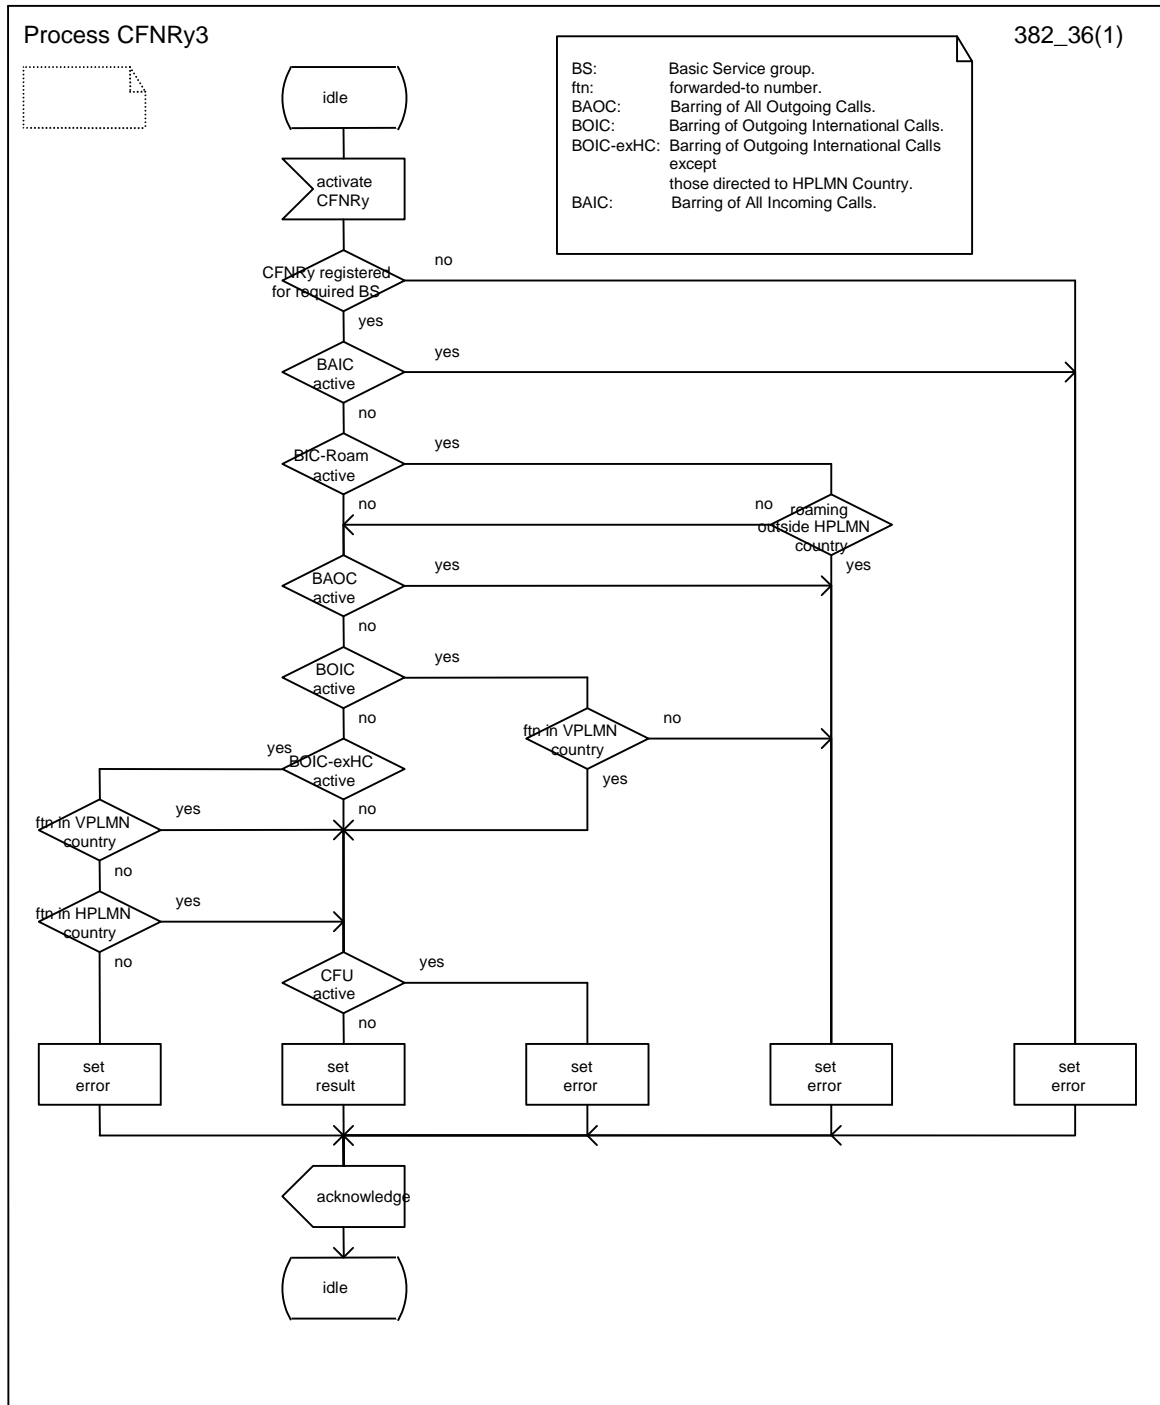 Process CFNRy3
382_36(1)
idle
BS: Basic Service group.
ftn: forwarded-to number.
BAOC: Barring of All Outgoing Calls.
BOIC: Barring of Outgoing International Calls.
BOIC-exHC: Barring of Outgoing International Calls
except
those directed to HPLMN Country.
BAIC: Barring of All Incoming Calls.
activate
CFNRy
CFNRy registered
for required BS
no
yes
BAIC
active
yes
no
BIC-Roam
active
yes
no
roaming
outside HPLMN
country
no
yes
BAOC
active
yes
no
BOIC
active
yes
no
ftn in VPLMN
country
no
yes
BOIC-exHC
active
yes
no
ftn in VPLMN
country
yes
no
ftn in HPLMN
country
yes
no
CFU
active
yes
no
set
error
set
result
set
error
set
error
set
error
acknowledge
idle